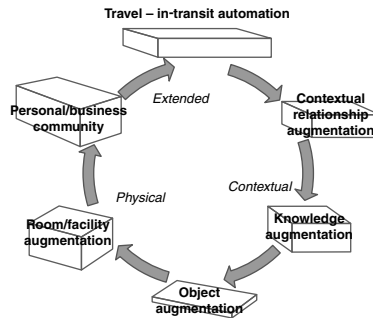 Travel – in-transit automation
Extended
Personal/business
community
Contextual
relationship
augmentation
Contextual
Physical
Room/facility
augmentation
Knowledge
augmentation
Object
augmentation